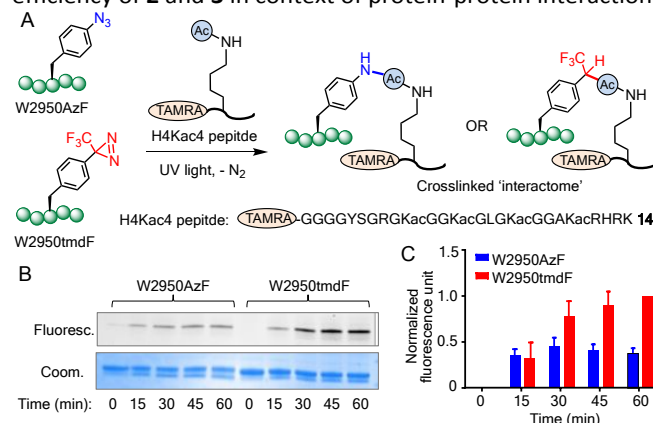 efficiency of 2 and 3 in context of protein-protein interaction
A
N3
W2950AzF
F3C
N
N
W2950tmdF
Ac
NH
TAMRA
H4Kac4 pepitde
UV light, - N2
H
N
Ac
NH
TAMRA
OR
F3C H
Ac
NH
TAMRA
Crosslinked 'interactome'
H4Kac4 pepitde: TAMRA-GGGGYSGRGKacGGKacGLGKacGGAKacRHRK 14
B
W2950AzF W2950tmdF
Fluoresc.
Coom.
Time (min): 0 15 30 45 60 0 15 30 45 60
C
W2950AzF
W2950tmdF
Normalized
fluorescence unit
1.5
1.0
0.5
0
0 15 30 45 60
Time (min)